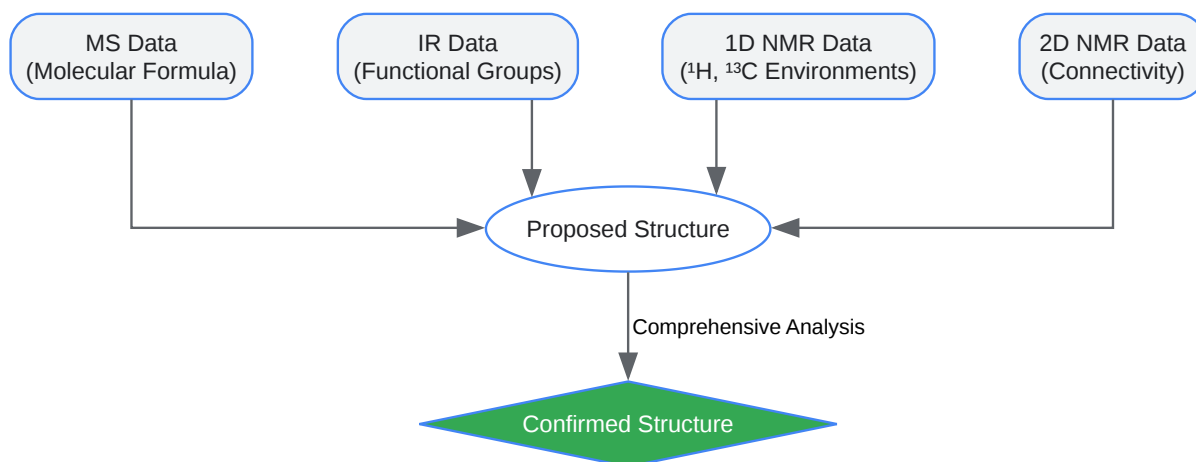 MS Data
(Molecular Formula)
IR Data
(Functional Groups)
1D NMR Data
(¹H, ¹³C Environments)
2D NMR Data
(Connectivity)
Proposed Structure
Comprehensive Analysis
Confirmed Structure